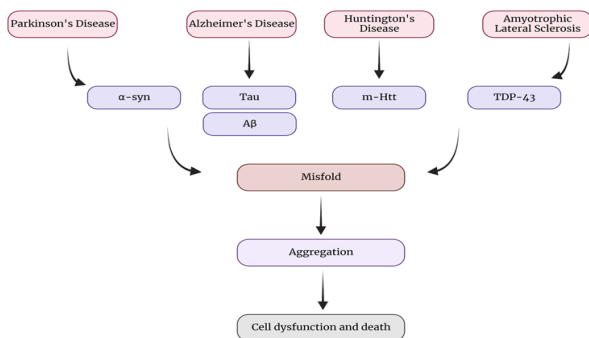 Parkinson's Disease
Alzheimer's Disease
Huntington's
Disease
Amyotrophic
Lateral Sclerosis
α-syn
Tau
m-Htt
TDP-43
Aβ
Misfold
Aggregation
Cell dysfunction and death